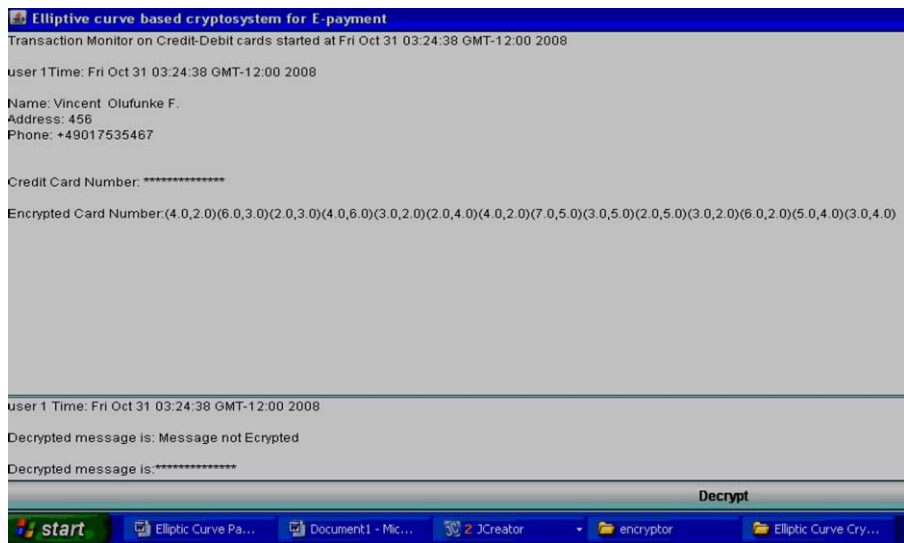 Elliptive curve based cryptosystem for E-payment
Transaction Monitor on Credit-Debit cards started at Fri Oct 31 03:24:38 GMT-12:00 2008
user 1Time: Fri Oct 31 03:24:38 GMT-12:00 2008
Name: Vincent Olufunke F.
Address: 456
Phone: +49017535467
Credit Card Number: **************
Encrypted Card Number:(4.0,2.0)(6.0,3.0)(2.0,3.0)(4.0,6.0)(3.0,2.0)(2.0,4.0)(4.0,2.0)(7.0,5.0)(3.0,5.0)(2.0,5.0)(3.0,2.0)(6.0,2.0)(5.0,4.0)(3.0,4.0)
user 1 Time: Fri Oct 31 03:24:38 GMT-12:00 2008
Decrypted message is: Message not Ecrypted
Decrypted message is:**************
Decrypt
start Elliptic Curve Pa... Document1 - Mic... 2 JCreator encryptor Elliptic Curve Cry...